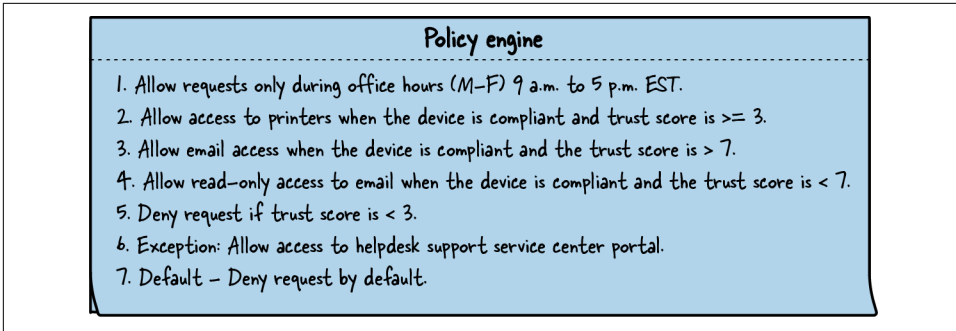 Policy engine
1. Allow requests only during office hours (M–F) 9 a.m. to 5 p.m. EST.
2. Allow access to printers when the device is compliant and trust score is >= 3.
3. Allow email access when the device is compliant and the trust score is > 7.
4. Allow read-only access to email when the device is compliant and the trust score is < 7.
5. Deny request if trust score is < 3.
6. Exception: Allow access to helpdesk support service center portal.
7. Default – Deny request by default.